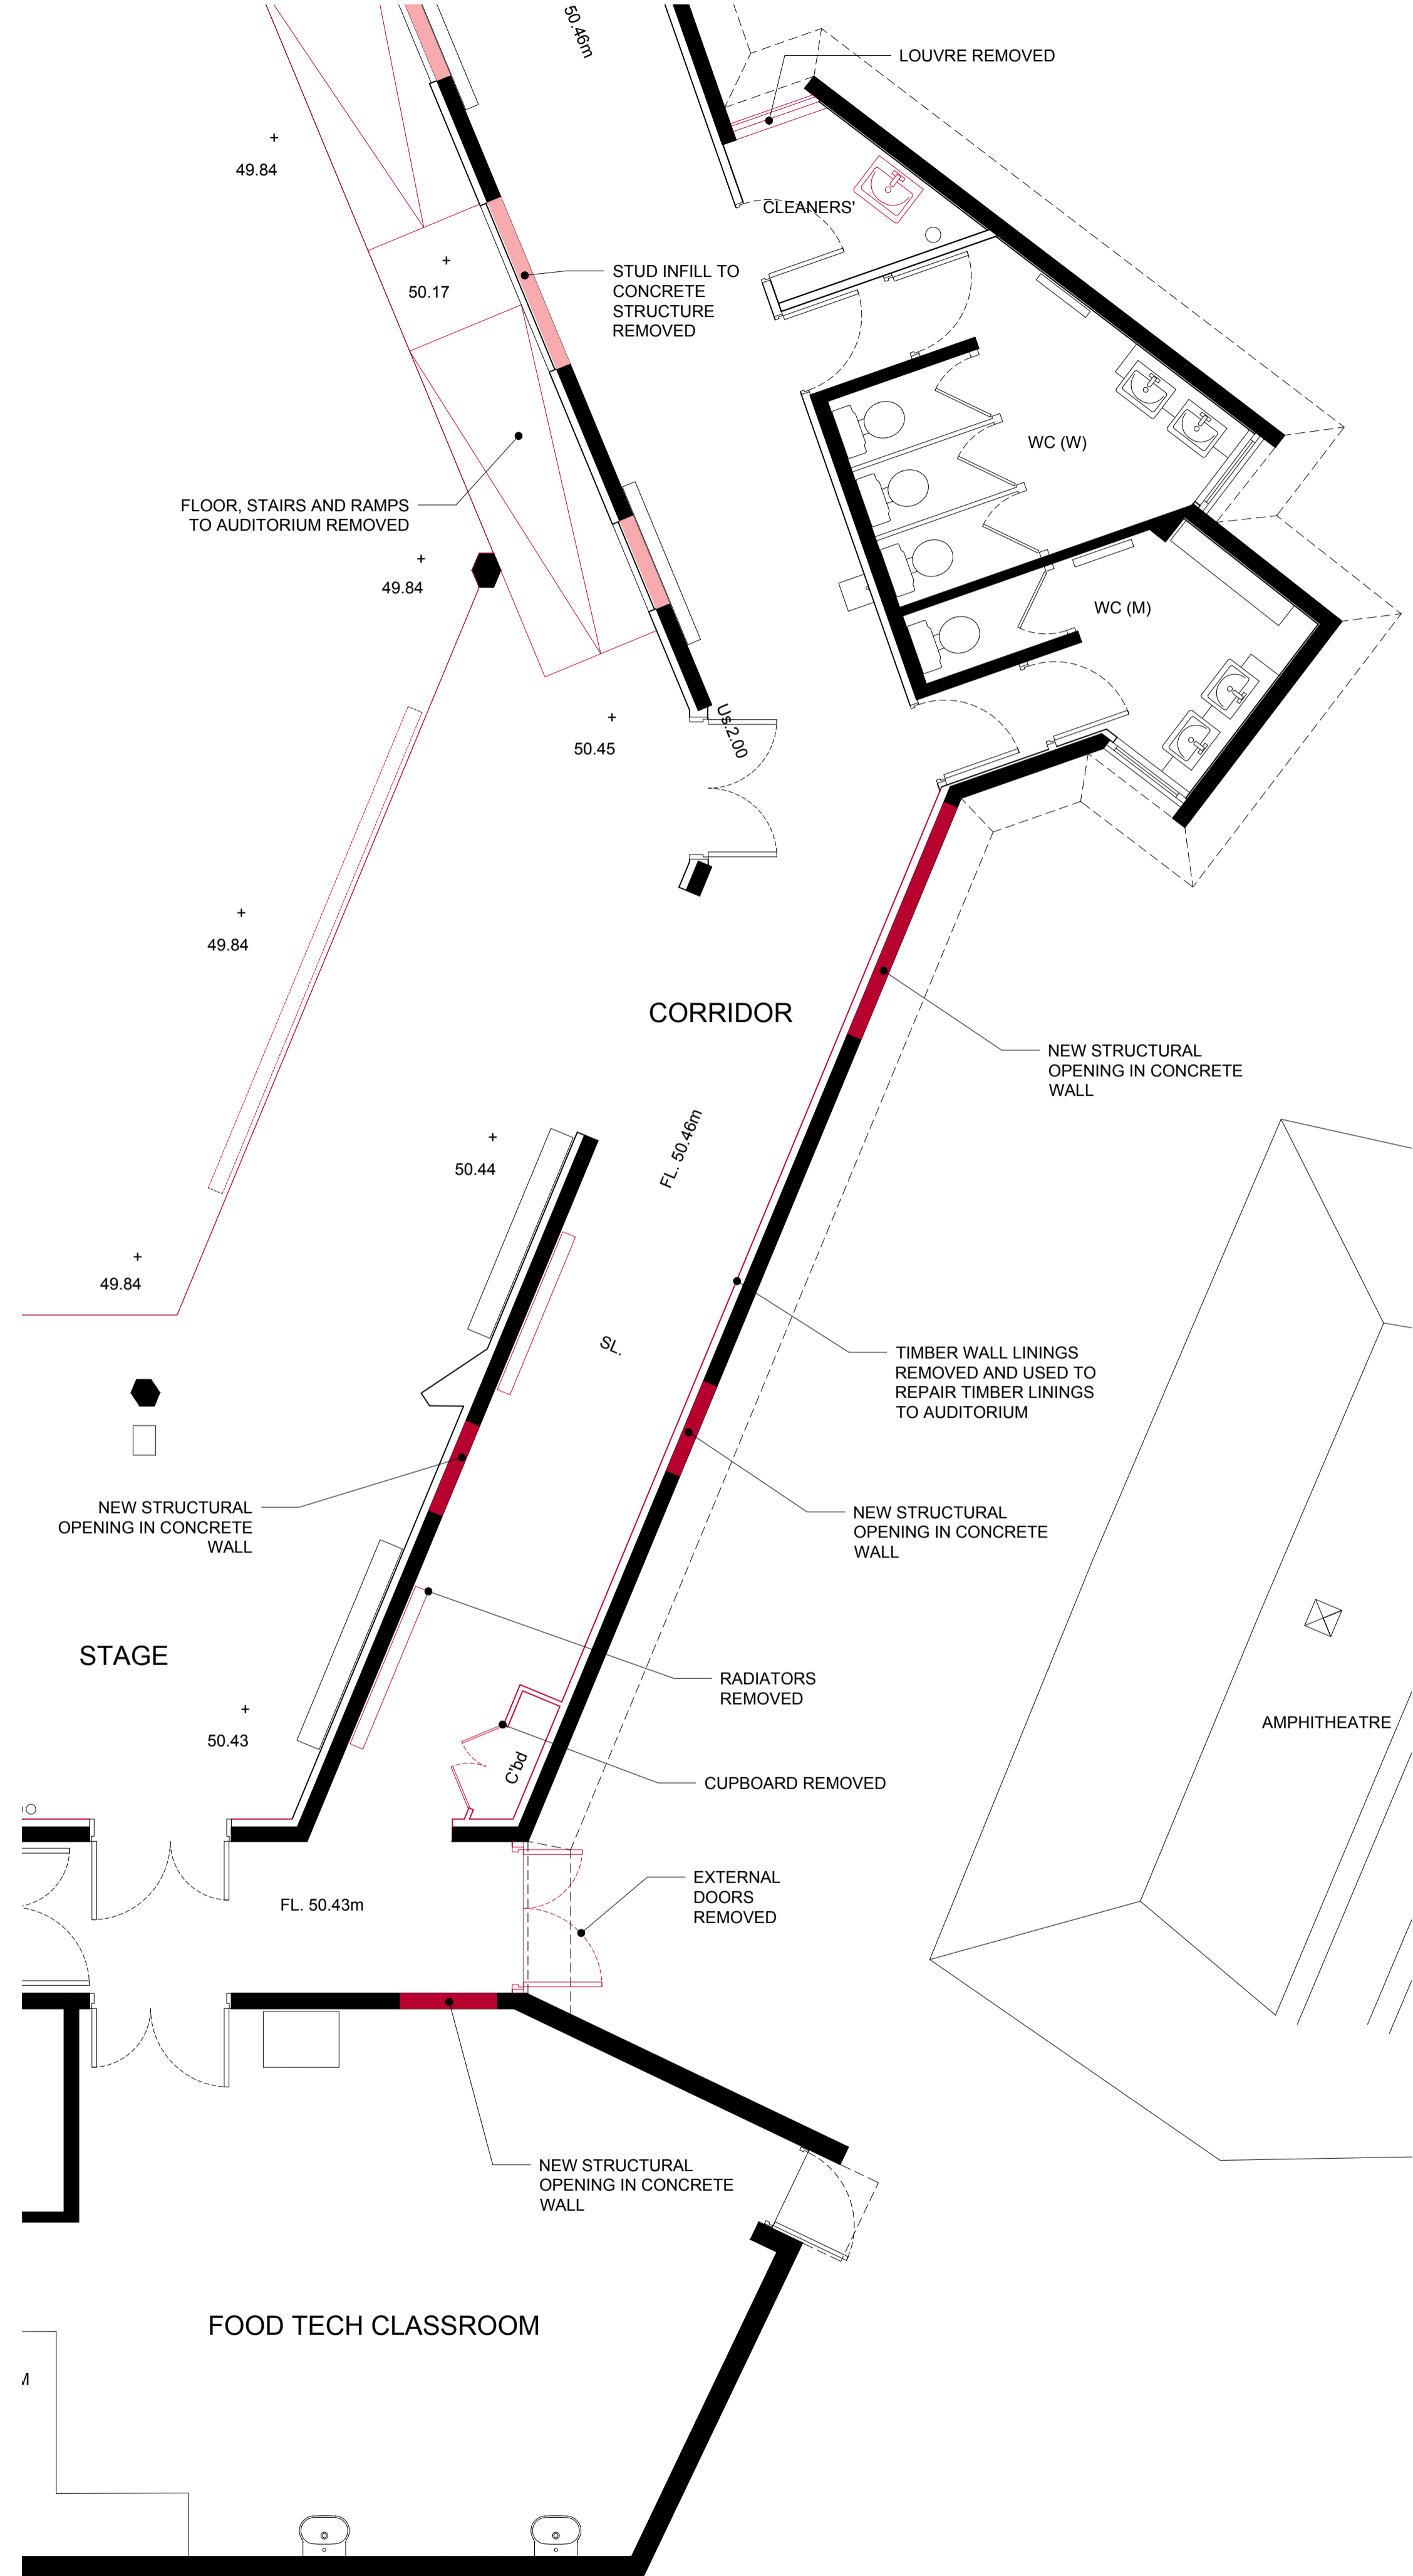 50.46m
LOUVRE REMOVED
49.84
CLEANERS'
50.17
STUD INFILL TO
CONCRETE
STRUCTURE
REMOVED
WC (W)
FLOOR, STAIRS AND RAMPS
TO AUDITORIUM REMOVED
49.84
WC (M)
Us.2.00
50.45
49.84
CORRIDOR
NEW STRUCTURAL
OPENING IN CONCRETE
WALL
FL. 50.46m
50.44
49.84
SL.
TIMBER WALL LININGS
REMOVED AND USED TO
REPAIR TIMBER LININGS
TO AUDITORIUM
NEW STRUCTURAL
OPENING IN CONCRETE
WALL
NEW STRUCTURAL
OPENING IN CONCRETE
WALL
STAGE
RADIATORS
REMOVED
50.43
AMPHITHEATRE
C'bd
CUPBOARD REMOVED
FL. 50.43m
EXTERNAL
DOORS
REMOVED
NEW STRUCTURAL
OPENING IN CONCRETE
WALL
FOOD TECH CLASSROOM